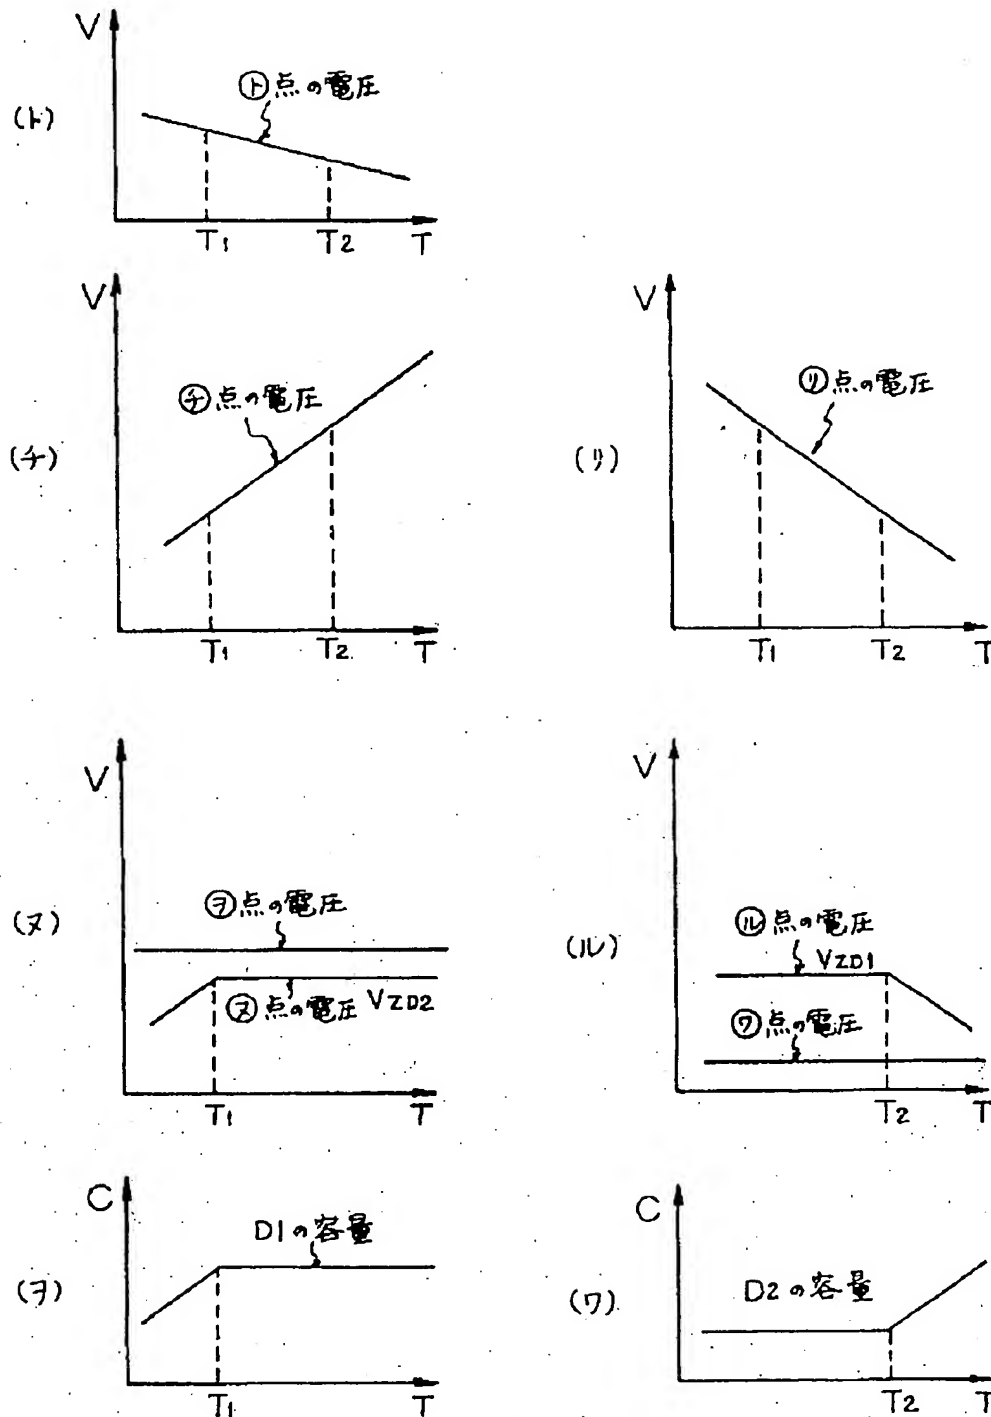 V
㋣点の電圧
(ト)
T1 T2 T
V
㋠点の電圧
(チ)
T1 T2 T
V
㋷点の電圧
(リ)
T1 T2 T
V
㋾点の電圧
(ヌ)
㋦点の電圧 VZD2
T1 T
V
㋸点の電圧
(ル)
VZD1
㋻点の電圧
T2 T
C
D1の容量
(ヲ)
T1 T
C
D2の容量
(ワ)
T2 T